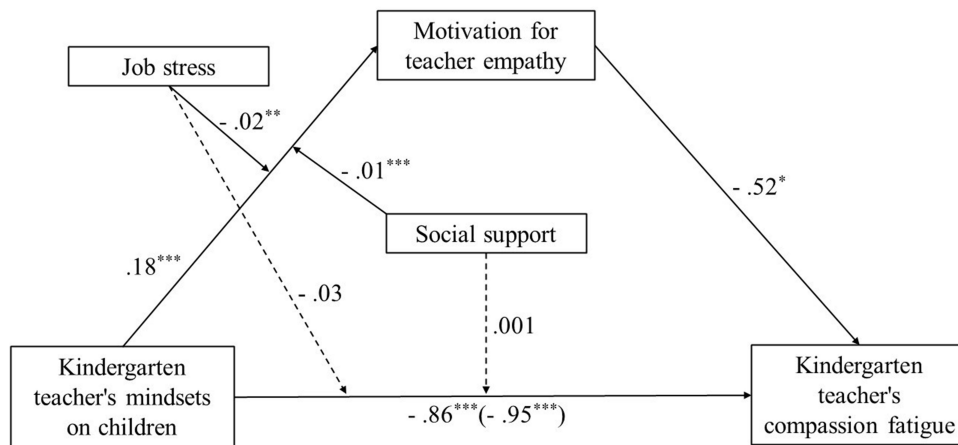 Motivation for
teacher empathy
Job stress
- .02**
- .01***
- .52*
Social support
.18***
- .03
.001
Kindergarten
teacher's mindsets
on children
- .86***(- .95***)
Kindergarten
teacher's
compassion fatigue